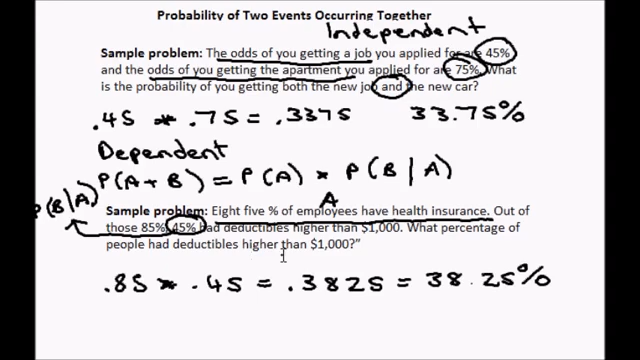 Probability of Two Events Occurring Together
Independent
Sample problem: The odds of you getting a job you applied for are 45%
and the odds of you getting the apartment you applied for are 75%. What
is the probability of you getting both the new job and the new car?
.45 * .75 = .3375 33.75%
Dependent
P(A + B) = P(A) * P(B | A)
P(B|A) A
Sample problem: Eight five % of employees have health insurance. Out of
those 85%, 45% had deductibles higher than $1,000. What percentage of
people had deductibles higher than $1,000?"
.85 * .45 = .3825 = 38.25%